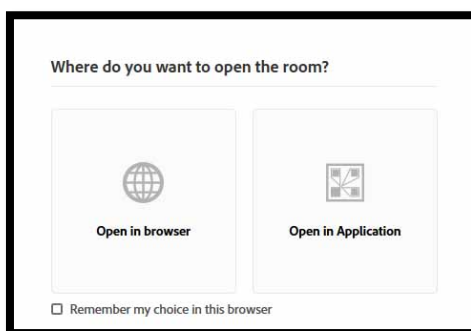 Where do you want to open the room?
Open in browser
Open in Application
Remember my choice in this browser